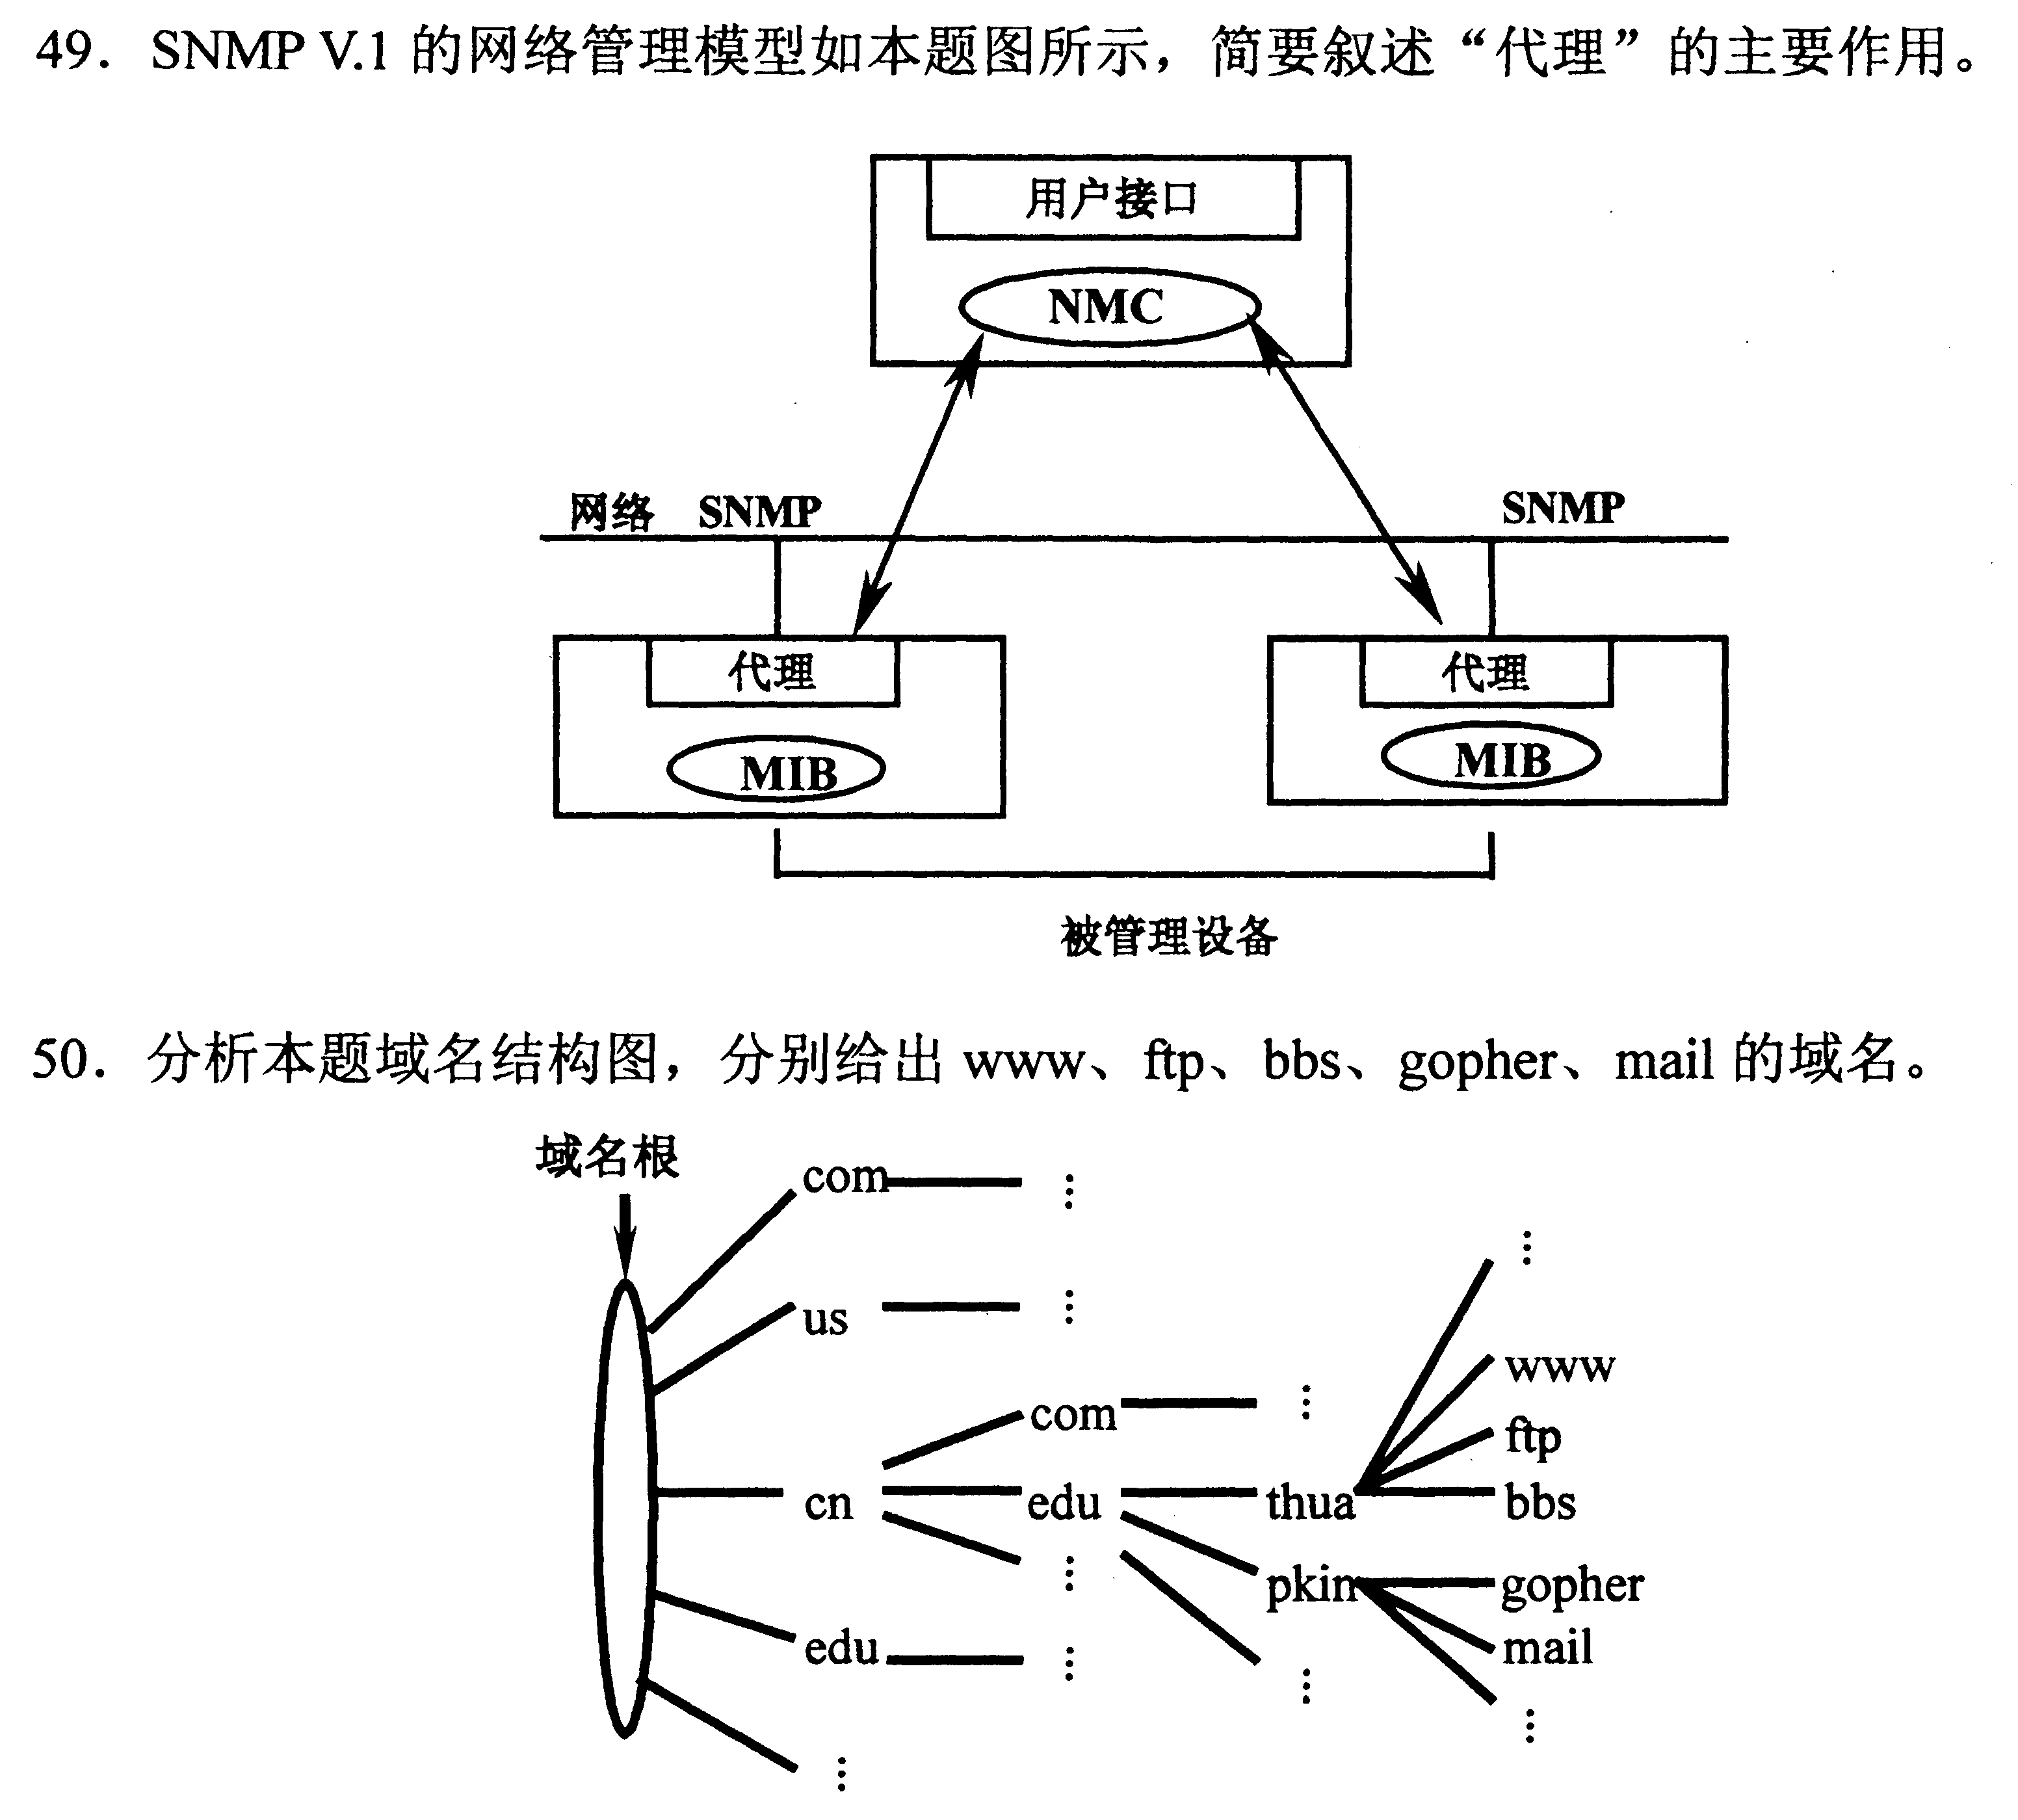 49．SNMP V.1 的网络管理模型如本题图所示，简要叙述“代理”的主要作用。
用户接口
NMC
网络 SNMP SNMP
代理 代理
MIB MIB
被管理设备
50．分析本题域名结构图，分别给出 www、ftp、bbs、gopher、mail 的域名。
域名根
com ⋮
⋮
us ⋮
www
com ⋮
ftp
cn edu thua bbs
⋮ pkin gopher
edu ⋮ mail
⋮
⋮
⋮